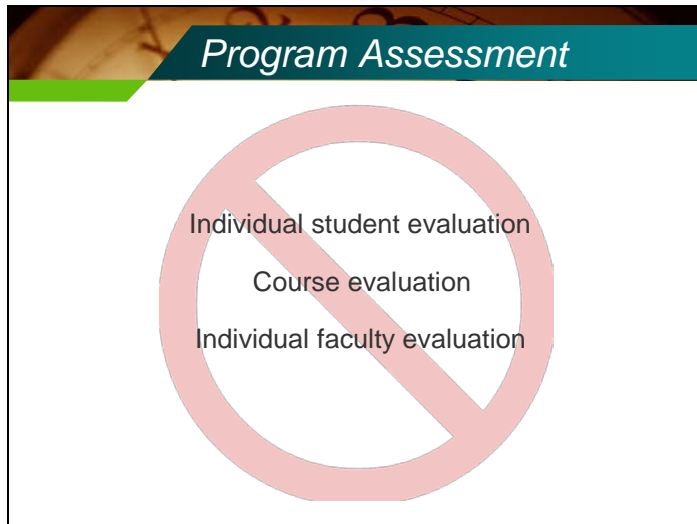 Program Assessment
Individual student evaluation
Course evaluation
Individual faculty evaluation